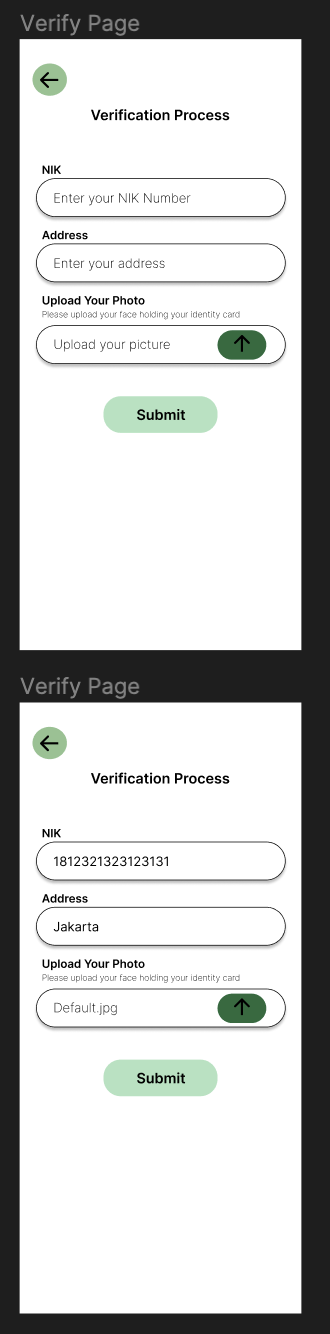 Verify Page
Verification Process
NIK
Enter your NIK Number
Address
Enter your address
Upload Your Photo
Please upload your face holding your identity card
Upload your picture
Submit
Verify Page
Verification Process
NIK
1812321323123131
Address
Jakarta
Upload Your Photo
Please upload your face holding your identity card
Default.jpg
Submit